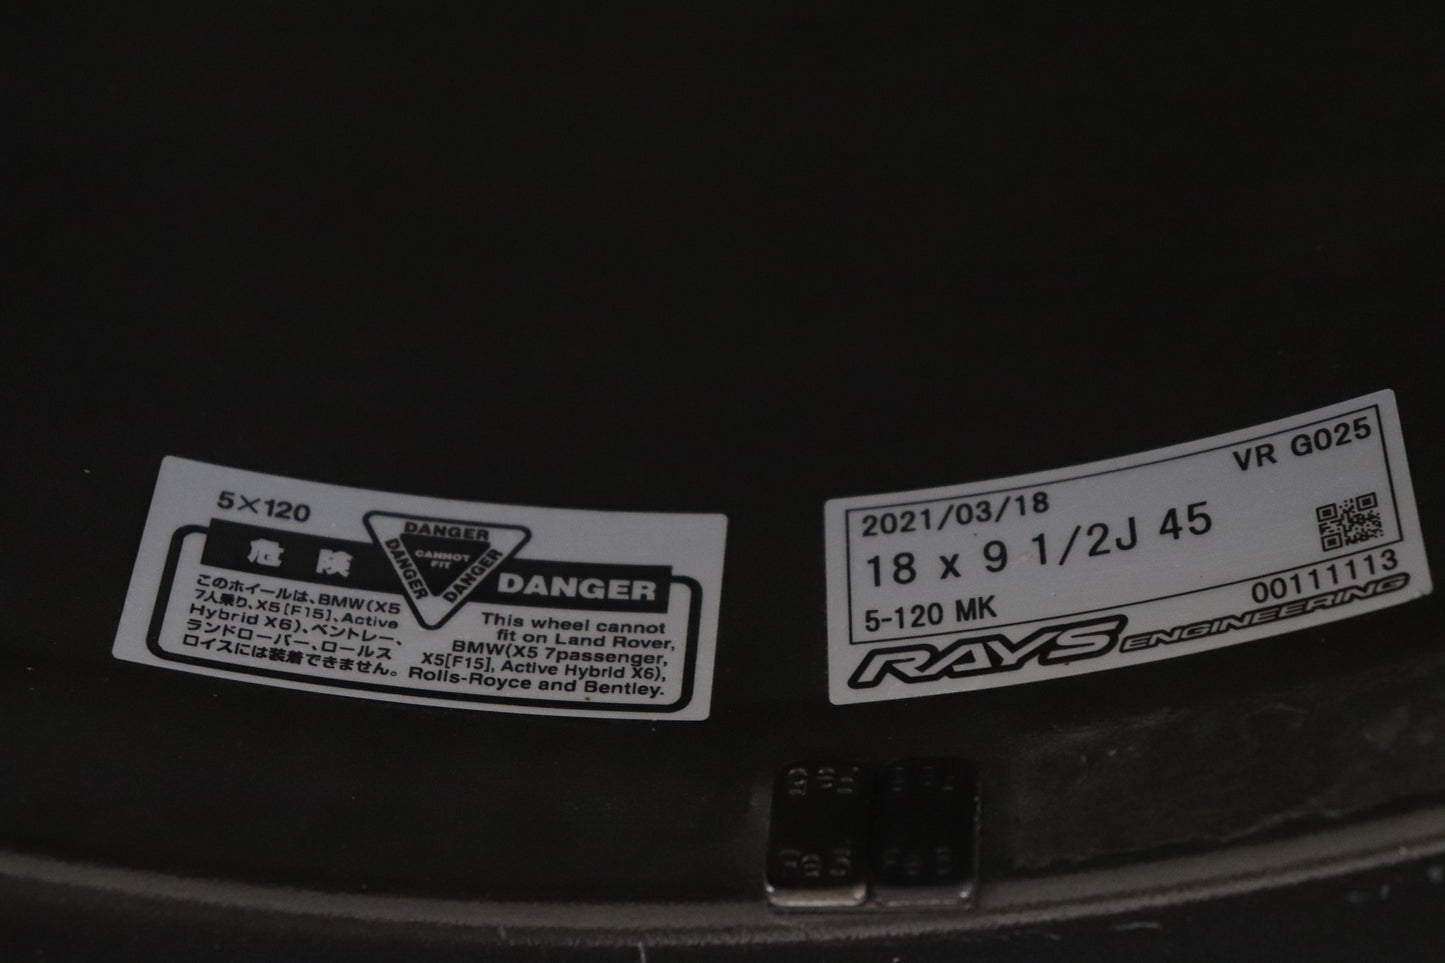 5×120
危険
DANGER
DANGER
DANGER
CANNOT
FIT
DANGER
このホイールは、BMW(X5
7人乗り、X5[F15]、Active
Hybrid X6)、ベントレー、
ランドローバー、ロールス
ロイスには装着できません。
This wheel cannot
fit on Land Rover,
BMW(X5 7passenger,
X5[F15], Active Hybrid X6),
Rolls-Royce and Bentley.
VR G025
2021/03/18
18 x 9 1/2J 45
5-120 MK
00111113
RAYS ENGINEERING